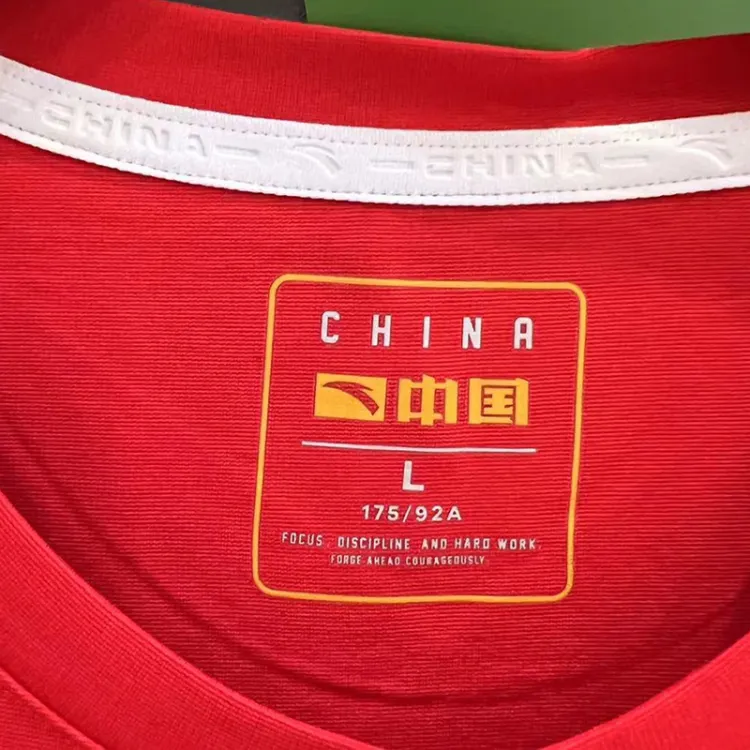 CHINA
CHINA
CHINA
中国
L
175/92A
FOCUS. DISCIPLINE AND HARD WORK.
FORGE AHEAD COURAGEOUSLY.